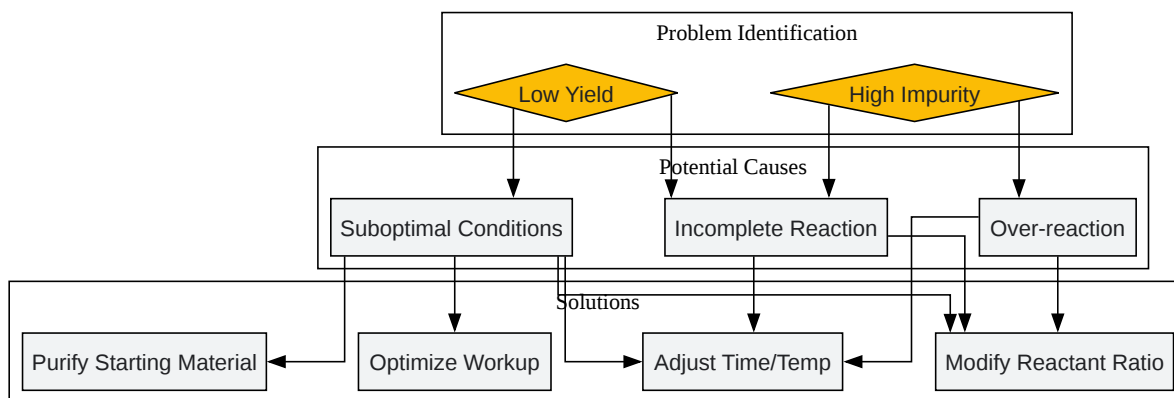 Problem Identification
Low Yield
High Impurity
Potential Causes
Suboptimal Conditions
Incomplete Reaction
Over-reaction
Solutions
Purify Starting Material
Optimize Workup
Adjust Time/Temp
Modify Reactant Ratio